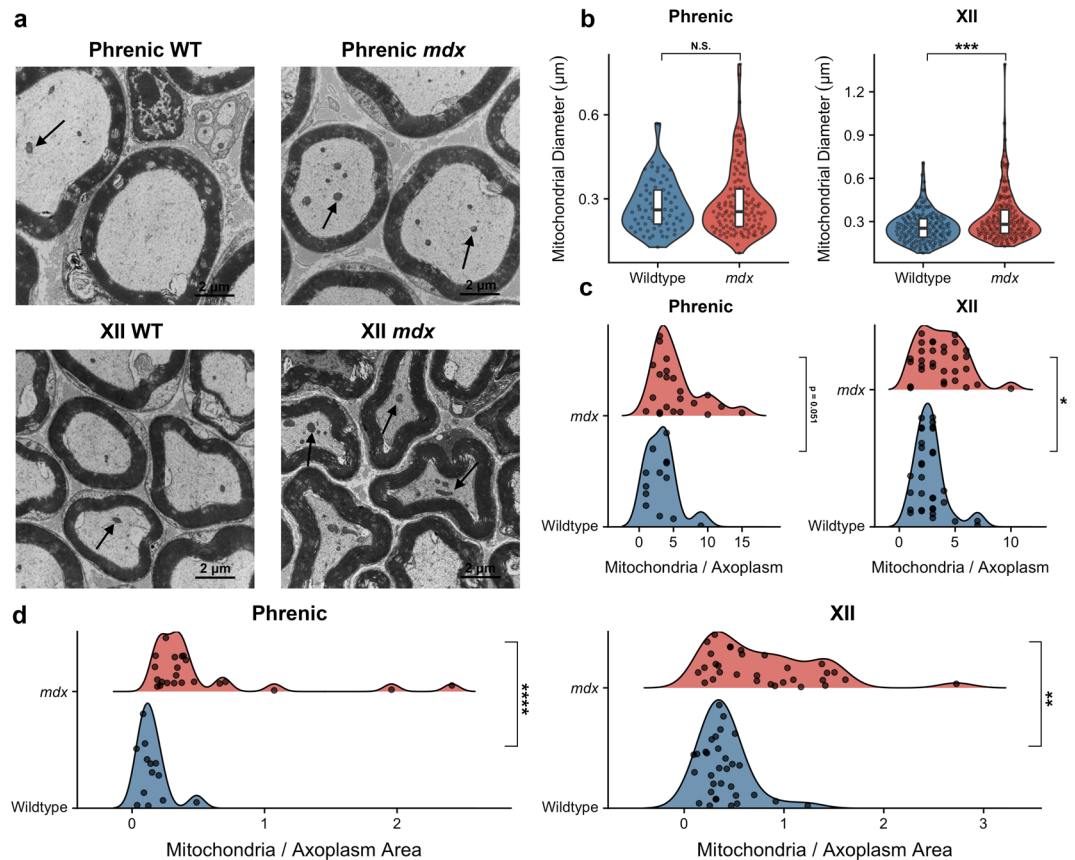 a
Phrenic WT
Phrenic mdx
2 μm
2 μm
XII WT
XII mdx
2 μm
2 μm
b
Phrenic
XII
N.S.
***
Mitochondrial Diameter (μm)
0.6
0.3
Wildtype
mdx
Mitochondrial Diameter (μm)
1.2
0.9
0.6
0.3
Wildtype
mdx
c
Phrenic
XII
mdx
Wildtype
p = 0.051
0
5
10
15
Mitochondria / Axoplasm
mdx
Wildtype
*
0
5
10
Mitochondria / Axoplasm
d
Phrenic
XII
mdx
Wildtype
****
0
1
2
Mitochondria / Axoplasm Area
mdx
Wildtype
**
0
1
2
3
Mitochondria / Axoplasm Area